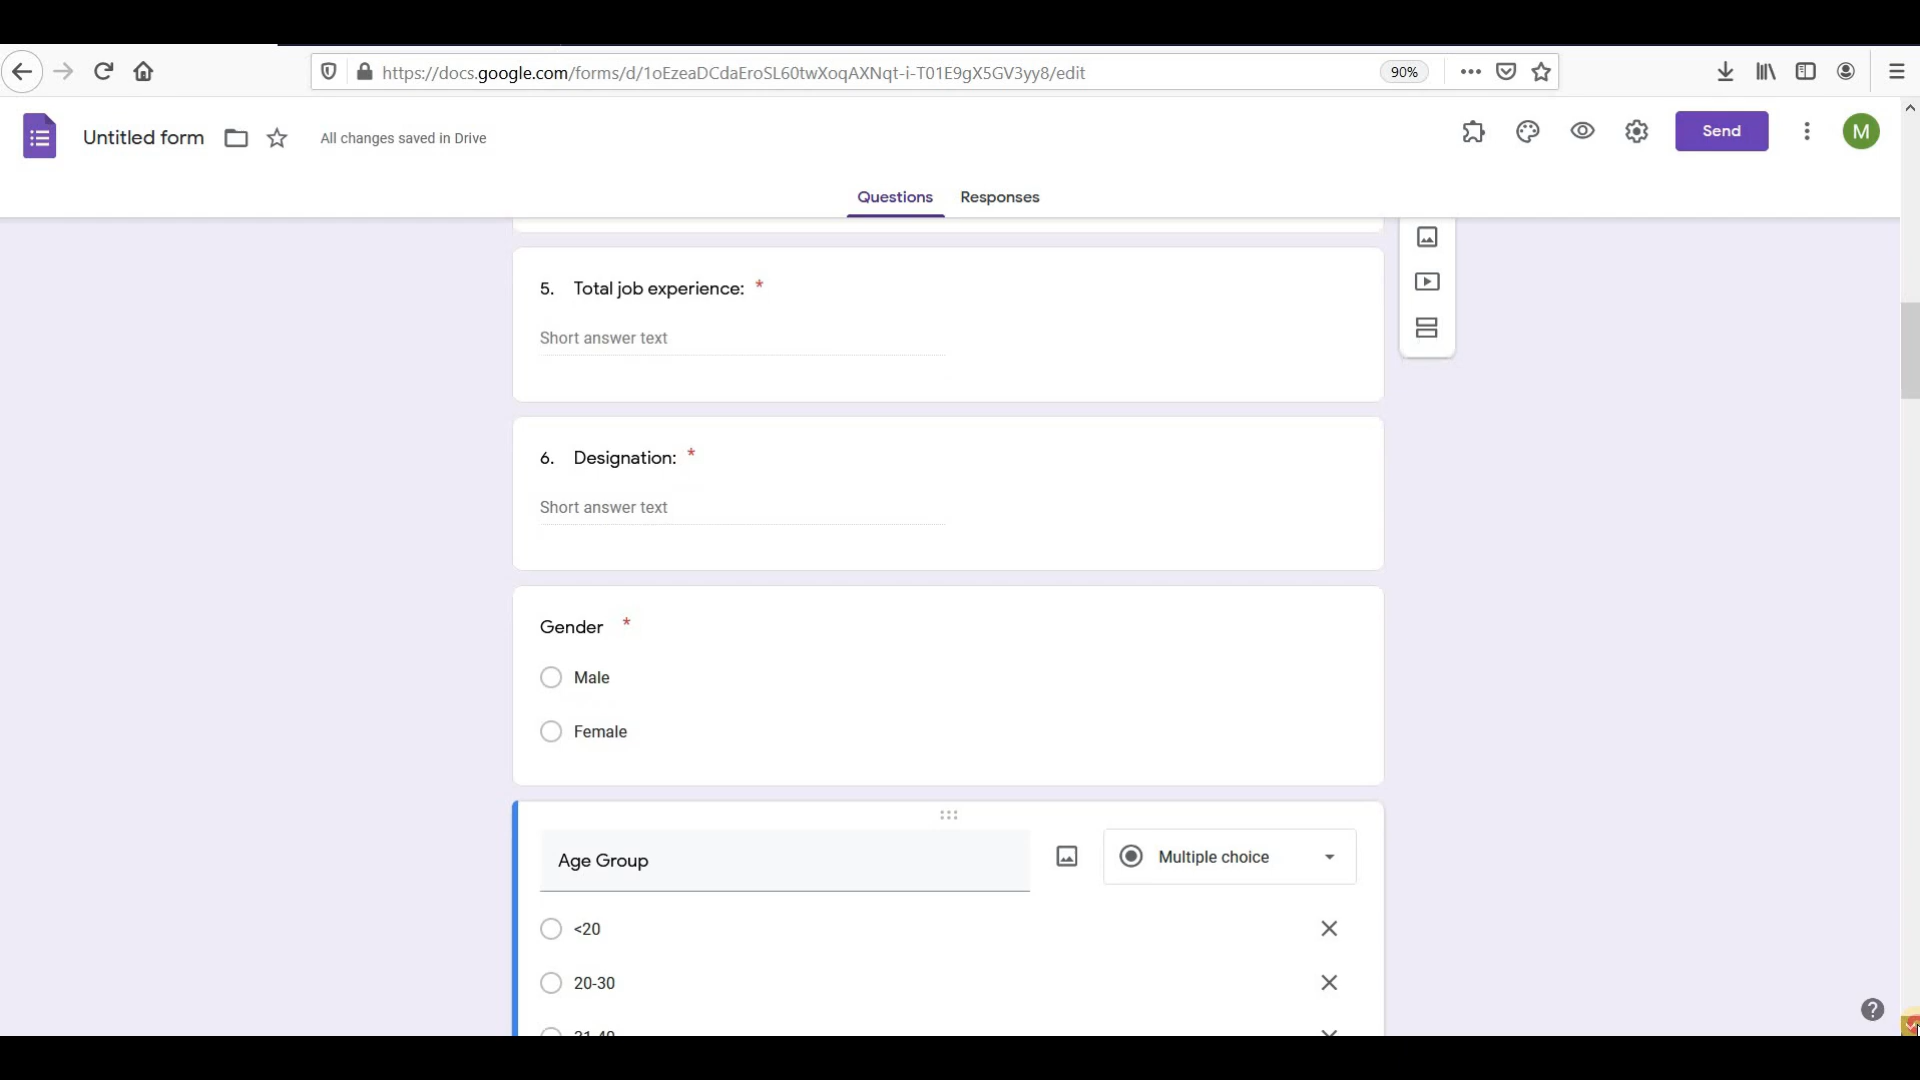 https://docs.google.com/forms/d/1oEzeaDCdaEroSL60twXoqAXNqt-i-T01E9gX5GV3yy8/edit
90%
Untitled form
All changes saved in Drive
Send
M
Questions
Responses
5. Total job experience: *
Short answer text
6. Designation: *
Short answer text
Gender *
Male
Female
Age Group
Multiple choice
<20
20-30
31-40